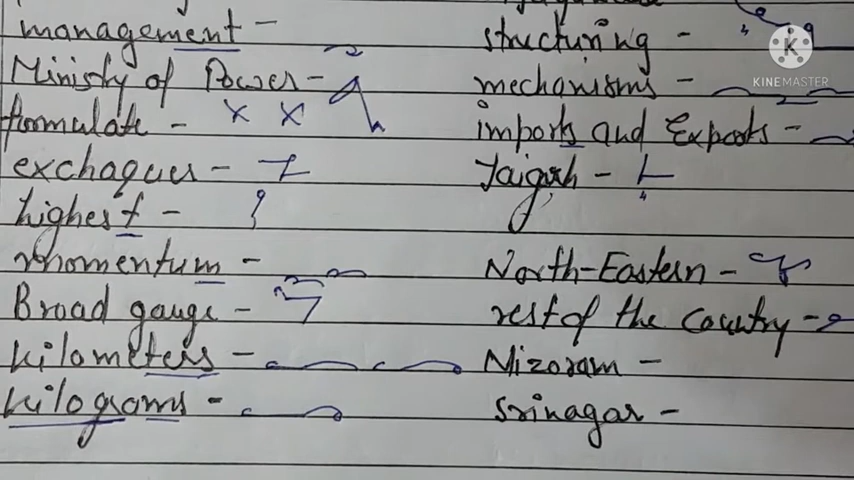 management -
structuring -
Ministry of Power -
mechanisms -
formulate - x x
imports and Exports -
exchaques -
Jaigarh -
highest -
momentum -
North-Eastern -
Broad gauge -
rest of the country -
kilometers -
Mizoram -
kilograms -
srinagar -
K
KINEMASTER